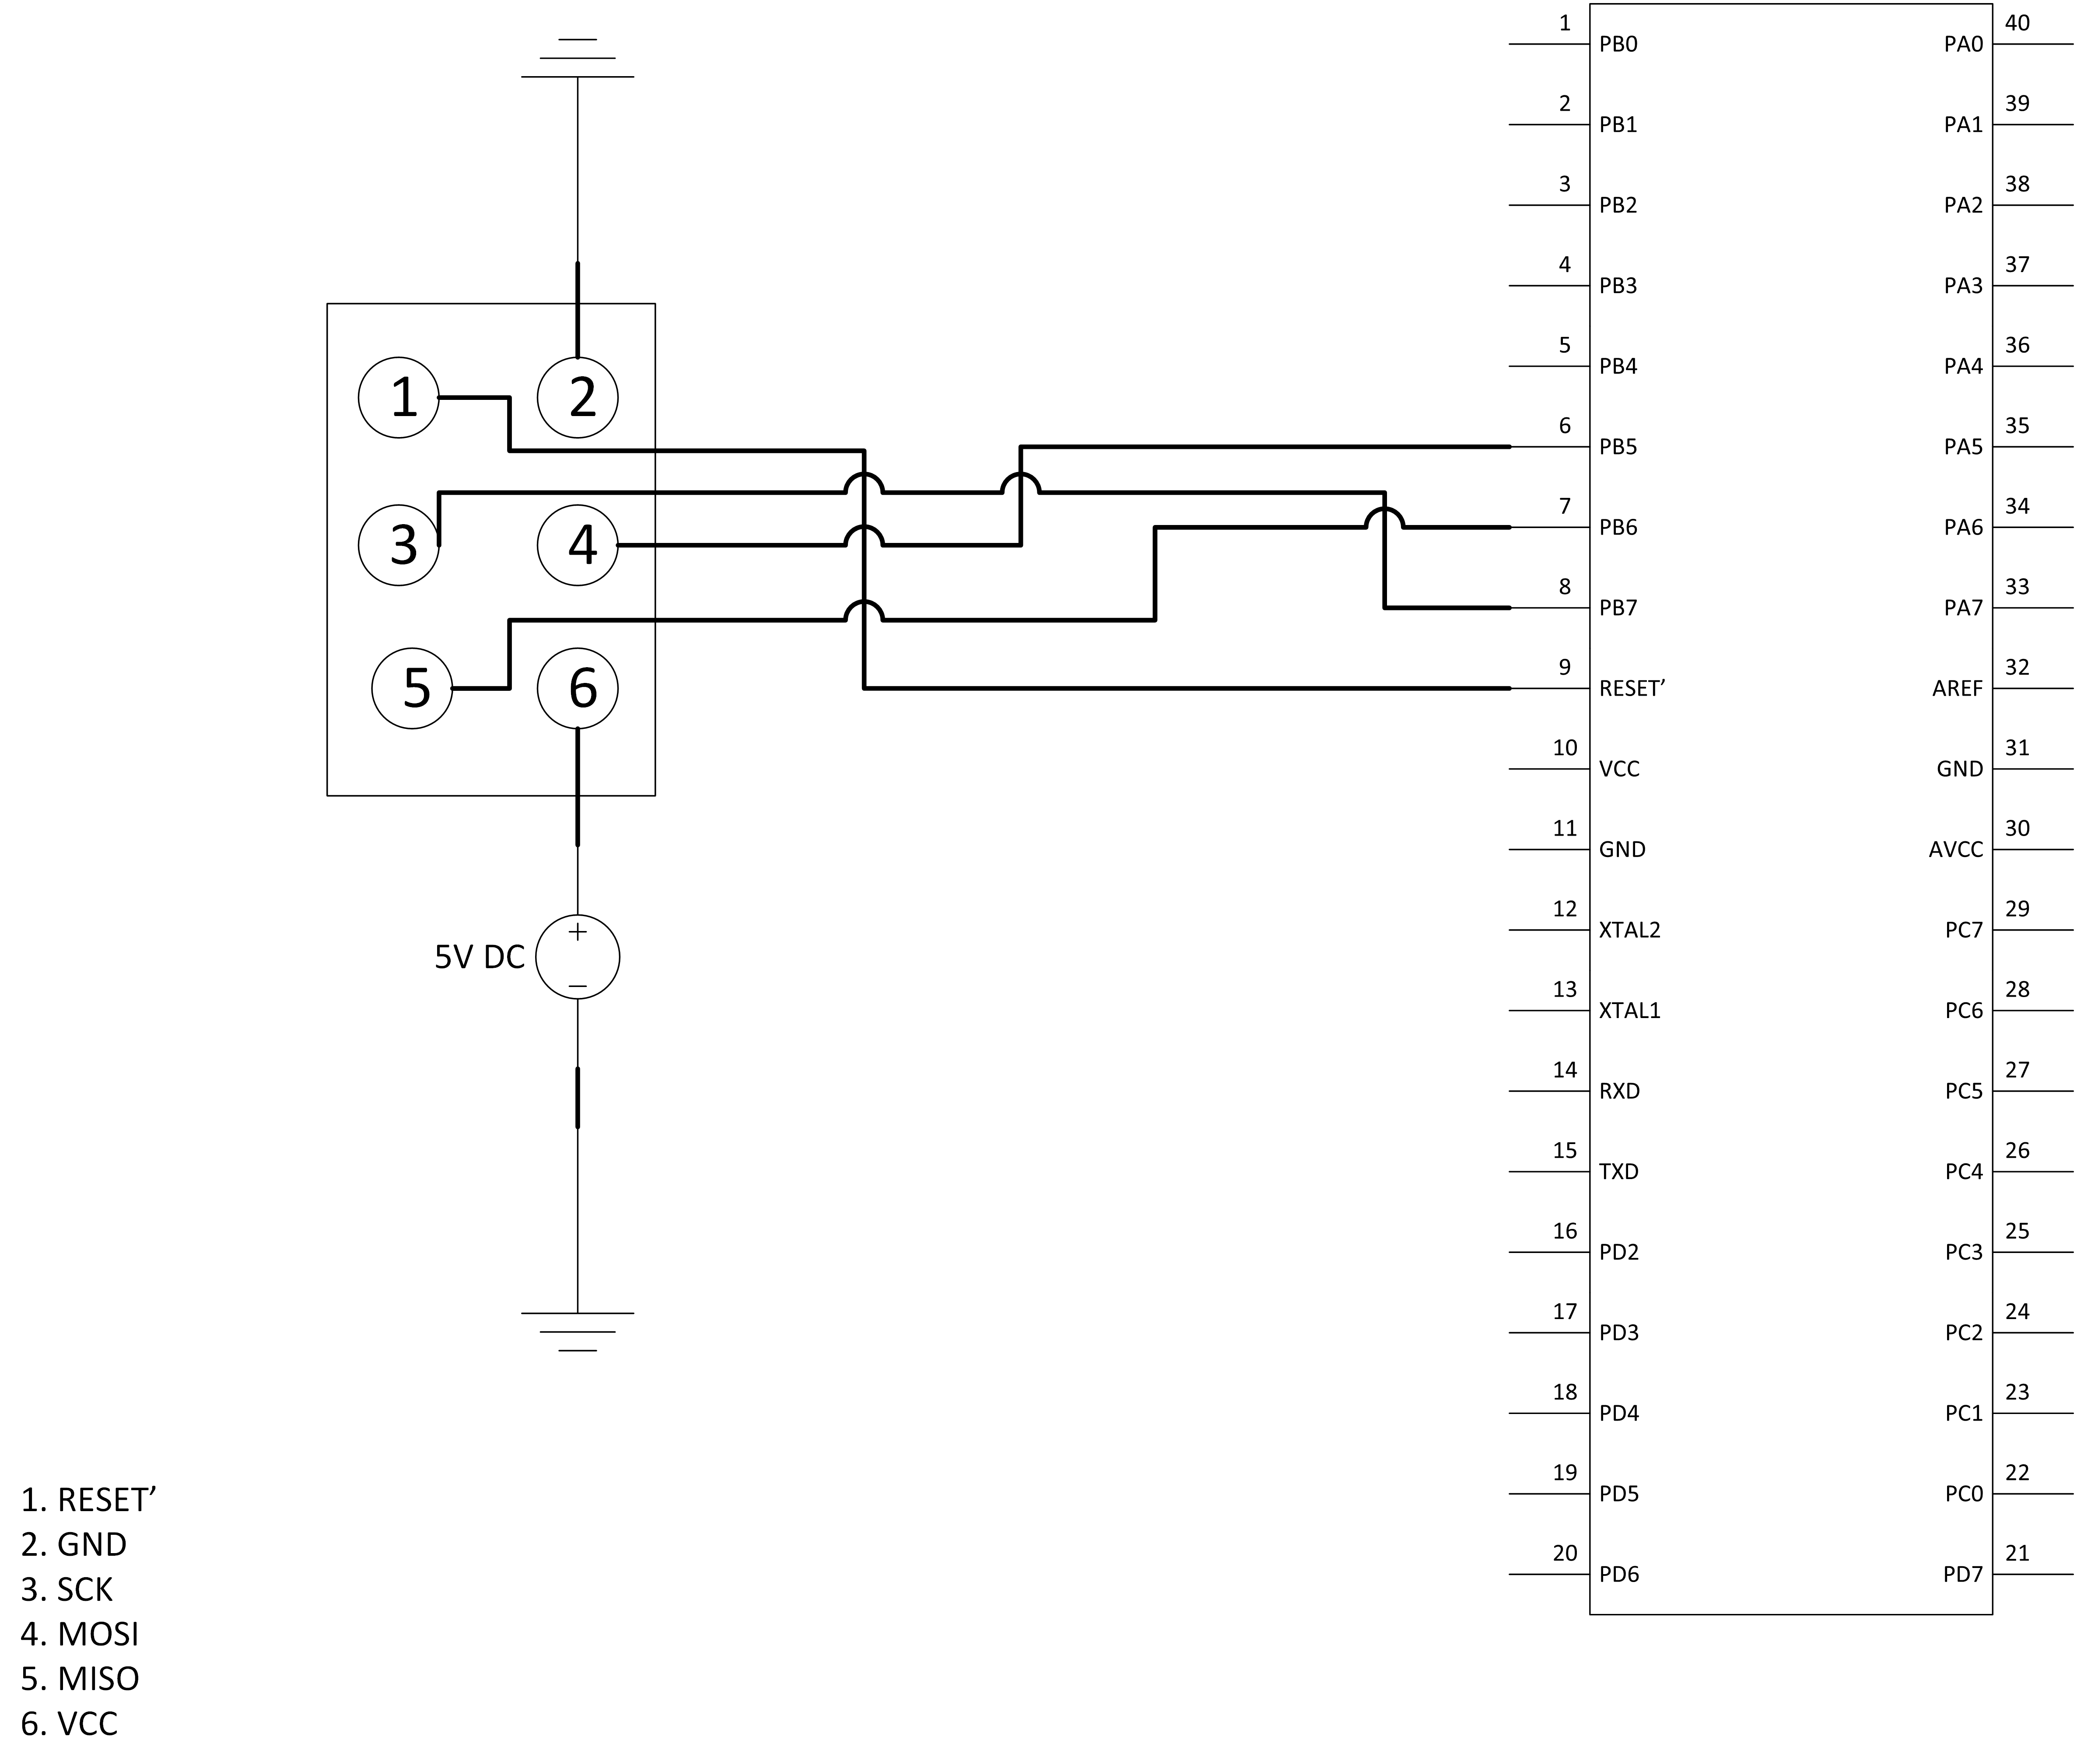 1
2
3
4
5
6
5V DC
+
–
1. RESET’
2. GND
3. SCK
4. MOSI
5. MISO
6. VCC
1 PB0 PA0 40
2 PB1 PA1 39
3 PB2 PA2 38
4 PB3 PA3 37
5 PB4 PA4 36
6 PB5 PA5 35
7 PB6 PA6 34
8 PB7 PA7 33
9 RESET’ AREF 32
10 VCC GND 31
11 GND AVCC 30
12 XTAL2 PC7 29
13 XTAL1 PC6 28
14 RXD PC5 27
15 TXD PC4 26
16 PD2 PC3 25
17 PD3 PC2 24
18 PD4 PC1 23
19 PD5 PC0 22
20 PD6 PD7 21